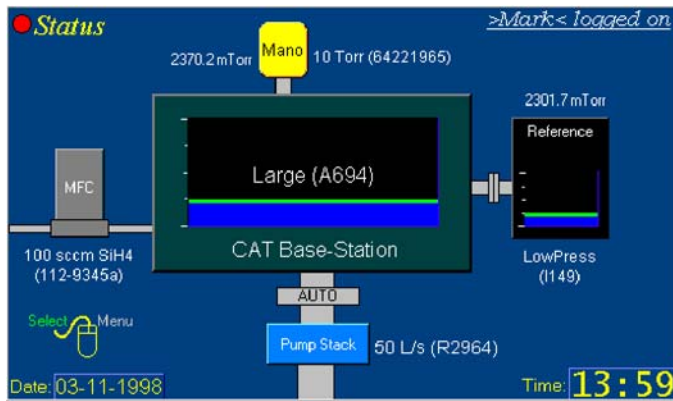 Status
>Mark< logged on
2370.2 mTorr
Mano
10 Torr (64221965)
2301.7 mTorr
Reference
Large (A694)
MFC
CAT Base-Station
100 sccm SiH4
(112-9345a)
LowPress
(I149)
AUTO
Select Menu
Pump Stack
50 L/s (R2964)
Date: 03-11-1998
Time: 13:59